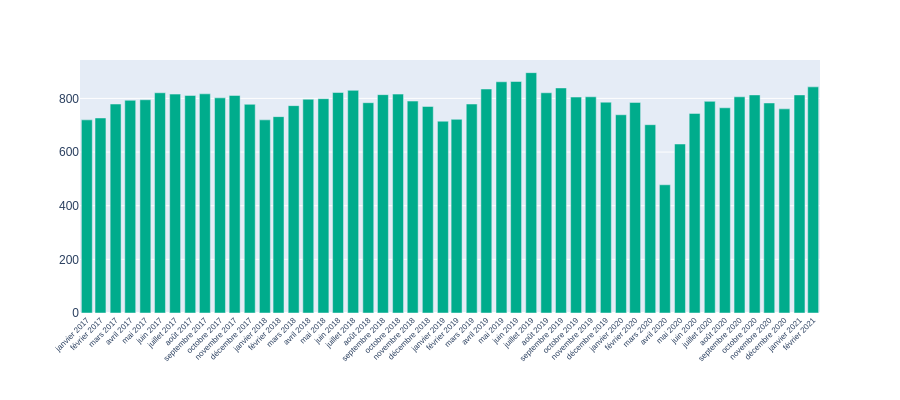 800
600
400
200
0
janvier 2017
février 2017
mars 2017
avril 2017
mai 2017
juin 2017
juillet 2017
août 2017
septembre 2017
octobre 2017
novembre 2017
décembre 2017
janvier 2018
février 2018
mars 2018
avril 2018
mai 2018
juin 2018
juillet 2018
août 2018
septembre 2018
octobre 2018
novembre 2018
décembre 2018
janvier 2019
février 2019
mars 2019
avril 2019
mai 2019
juin 2019
juillet 2019
août 2019
septembre 2019
octobre 2019
novembre 2019
décembre 2019
janvier 2020
février 2020
mars 2020
avril 2020
mai 2020
juin 2020
juillet 2020
août 2020
septembre 2020
octobre 2020
novembre 2020
décembre 2020
janvier 2021
février 2021